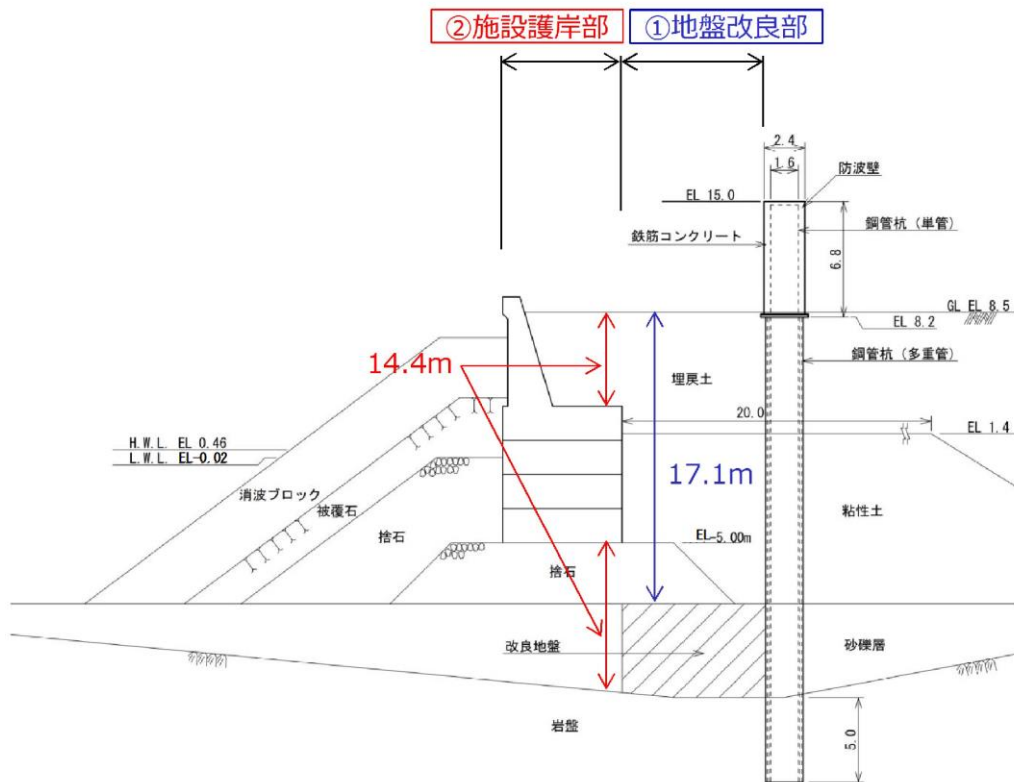 ②施設護岸部
①地盤改良部
2.4
1.6
防波壁
EL 15.0
鋼管杭(単管)
鉄筋コンクリート
6.8
GL EL 8.5
EL 8.2
14.4m
鋼管杭(多重管)
埋戻土
20.0
EL 1.4
H.W.L. EL 0.46
L.W.L. EL-0.02
17.1m
消波ブロック
被覆石
粘性土
捨石
EL-5.00m
捨石
改良地盤
砂礫層
岩盤
5.0